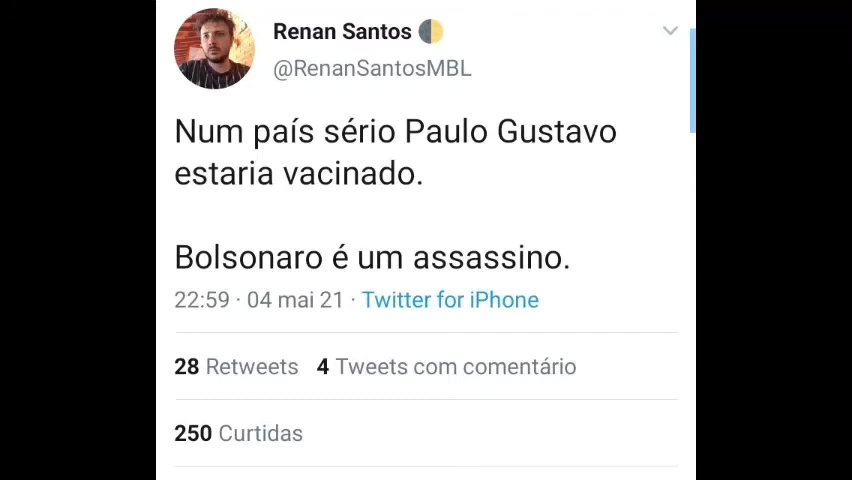 Renan Santos 🌗
@RenanSantosMBL
Num país sério Paulo Gustavo
estaria vacinado.
Bolsonaro é um assassino.
22:59 · 04 mai 21 · Twitter for iPhone
28 Retweets 4 Tweets com comentário
250 Curtidas